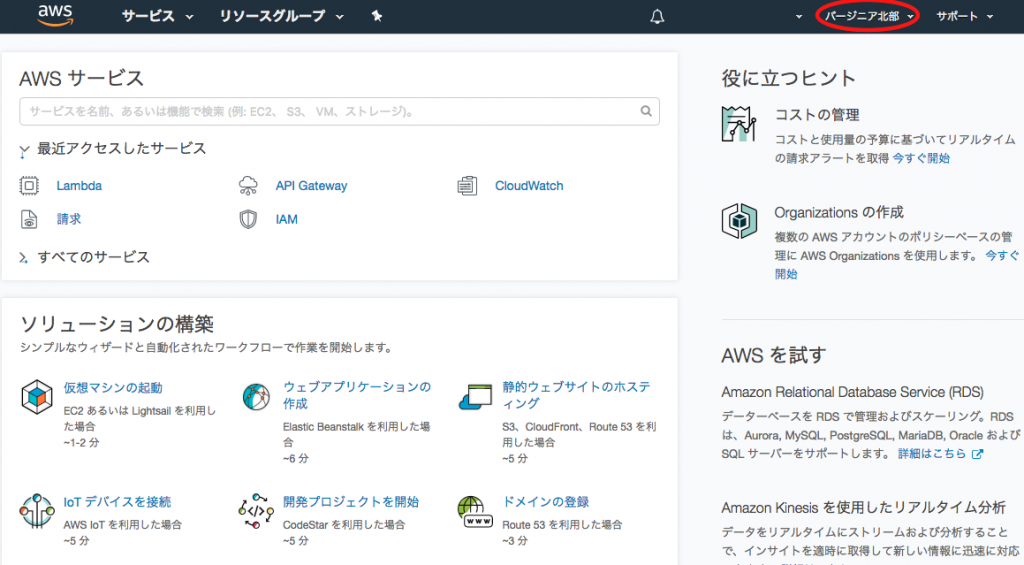 aws
サービス
リソースグループ
バージニア北部
サポート
AWS サービス
サービスを名前、あるいは機能で検索 (例: EC2、 S3、 VM、ストレージ)。
最近アクセスしたサービス
Lambda
API Gateway
CloudWatch
請求
IAM
すべてのサービス
ソリューションの構築
シンプルなウィザードと自動化されたワークフローで作業を開始します。
仮想マシンの起動
EC2 あるいは Lightsail を利用し
た場合
~1-2 分
ウェブアプリケーションの
作成
Elastic Beanstalk を利用した場
合
~6 分
静的ウェブサイトのホステ
ィング
S3、CloudFront、Route 53 を利
用した場合
~5 分
IoT デバイスを接続
AWS IoT を利用した場合
~5 分
開発プロジェクトを開始
CodeStar を利用した場合
~5 分
www
ドメインの登録
Route 53 を利用した場合
~3 分
役に立つヒント
コストの管理
コストと使用量の予算に基づいてリアルタイム
の請求アラートを取得 今すぐ開始
Organizations の作成
複数の AWS アカウントのポリシーベースの管
理に AWS Organizations を使用します。 今すぐ
開始
AWS を試す
Amazon Relational Database Service (RDS)
データーベースを RDS で管理およびスケーリング。RDS
は、Aurora, MySQL, PostgreSQL, MariaDB, Oracle および
SQL サーバーをサポートします。 詳細はこちら
Amazon Kinesis を使用したリアルタイム分析
データをリアルタイムにストリームおよび分析すること
で、インサイトを適時に取得して新しい情報に迅速に対応